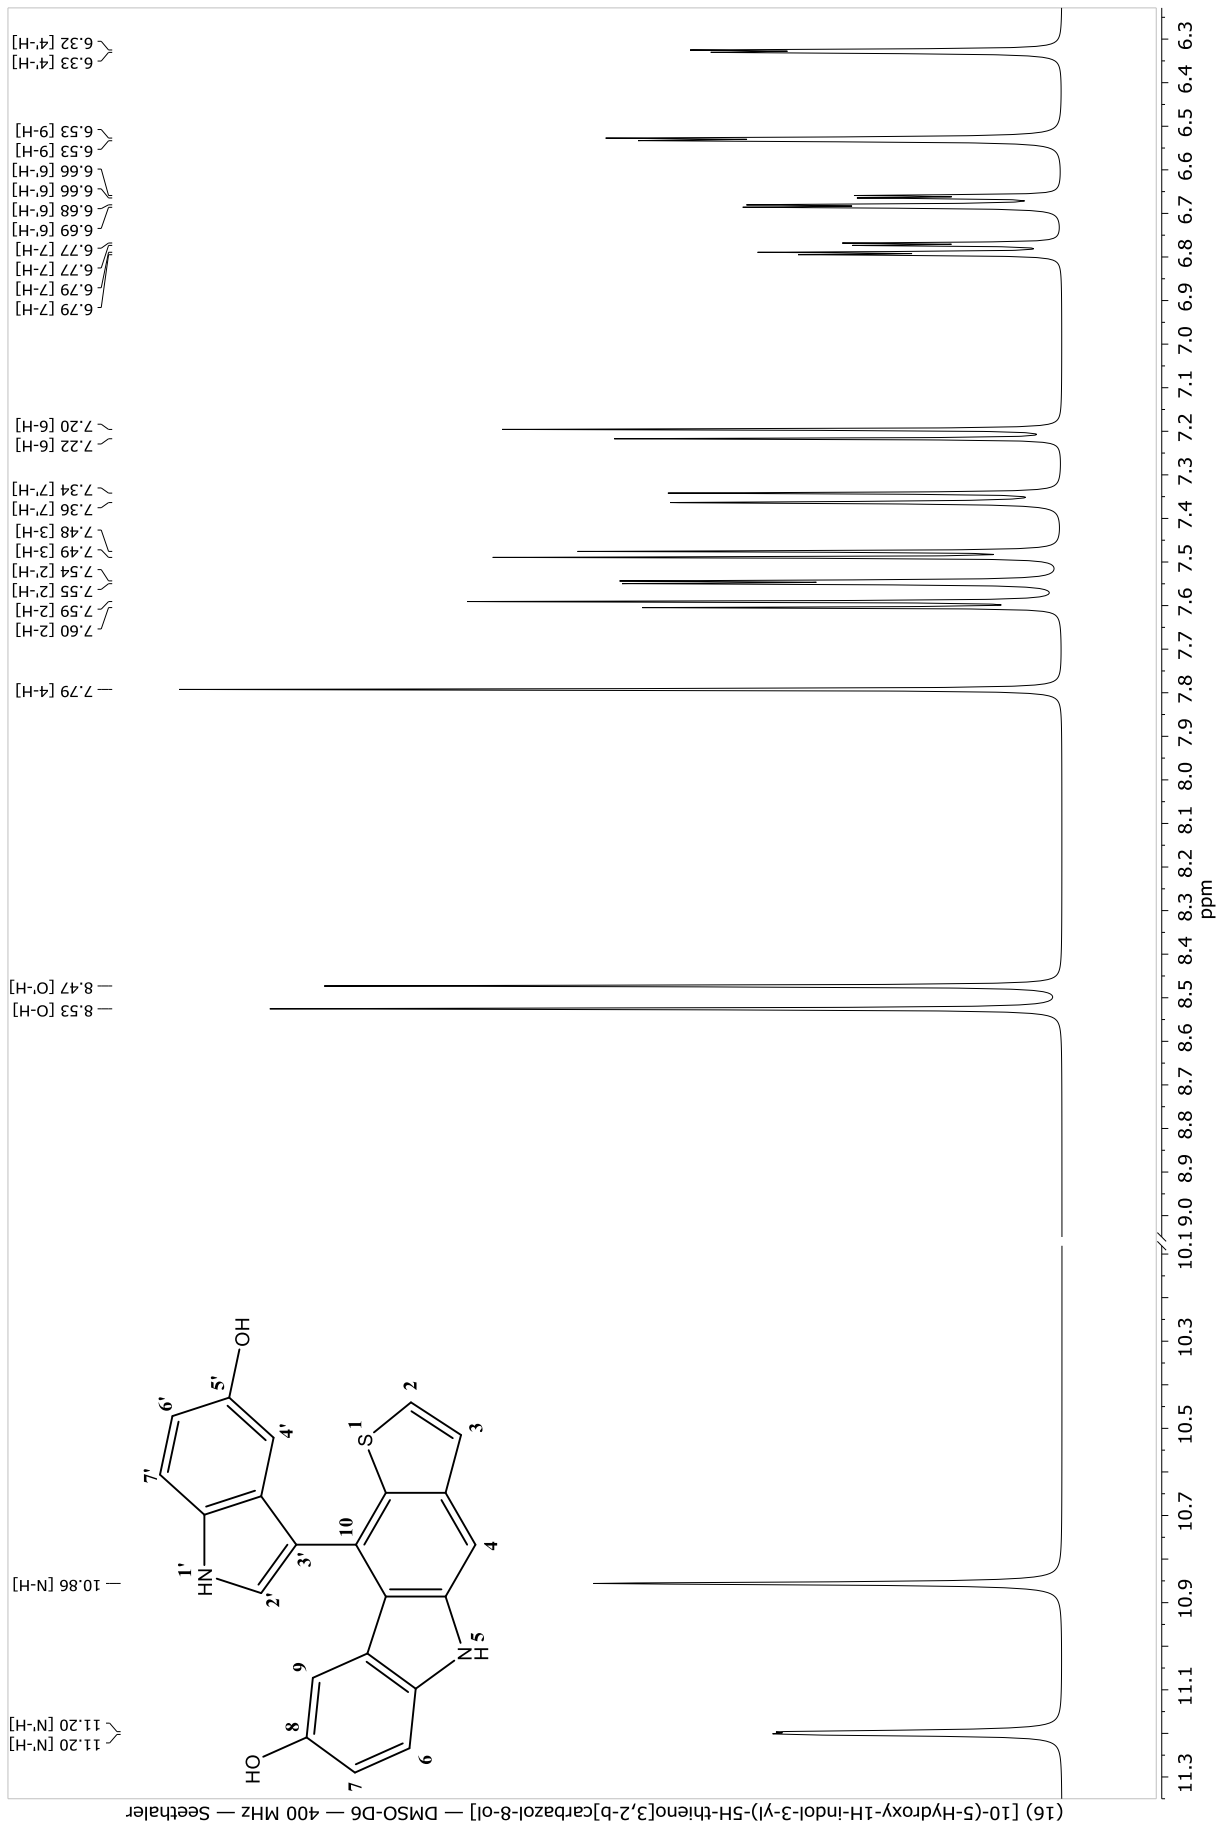 (16) [10-(5-Hydroxy-1H-indol-3-yl)-5H-thieno[3,2-b]carbazol-8-ol] — DMSO-D6 — 400 MHz — Seethaler
11.20 [N'-H]
11.20 [N'-H]
10.86 [N-H]
8.53 [O-H]
8.47 [O'-H]
7.79 [4-H]
7.60 [2-H]
7.59 [2-H]
7.55 [2'-H]
7.54 [2'-H]
7.49 [3-H]
7.48 [3-H]
7.36 [7'-H]
7.34 [7'-H]
7.22 [6-H]
7.20 [6-H]
6.79 [7-H]
6.79 [7-H]
6.77 [7-H]
6.77 [7-H]
6.69 [6'-H]
6.68 [6'-H]
6.66 [6'-H]
6.66 [6'-H]
6.53 [9-H]
6.53 [9-H]
6.33 [4'-H]
6.32 [4'-H]
HO
8
9
7
6
N
H
5
HN
1'
2'
3'
7'
6'
5'
4'
OH
10
4
S
1
2
3
11.3
11.1
10.9
10.7
10.5
10.3
10.1
9.0
8.9
8.8
8.7
8.6
8.5
8.4
8.3
8.2
8.1
8.0
7.9
7.8
7.7
7.6
7.5
7.4
7.3
7.2
7.1
7.0
6.9
6.8
6.7
6.6
6.5
6.4
6.3
ppm